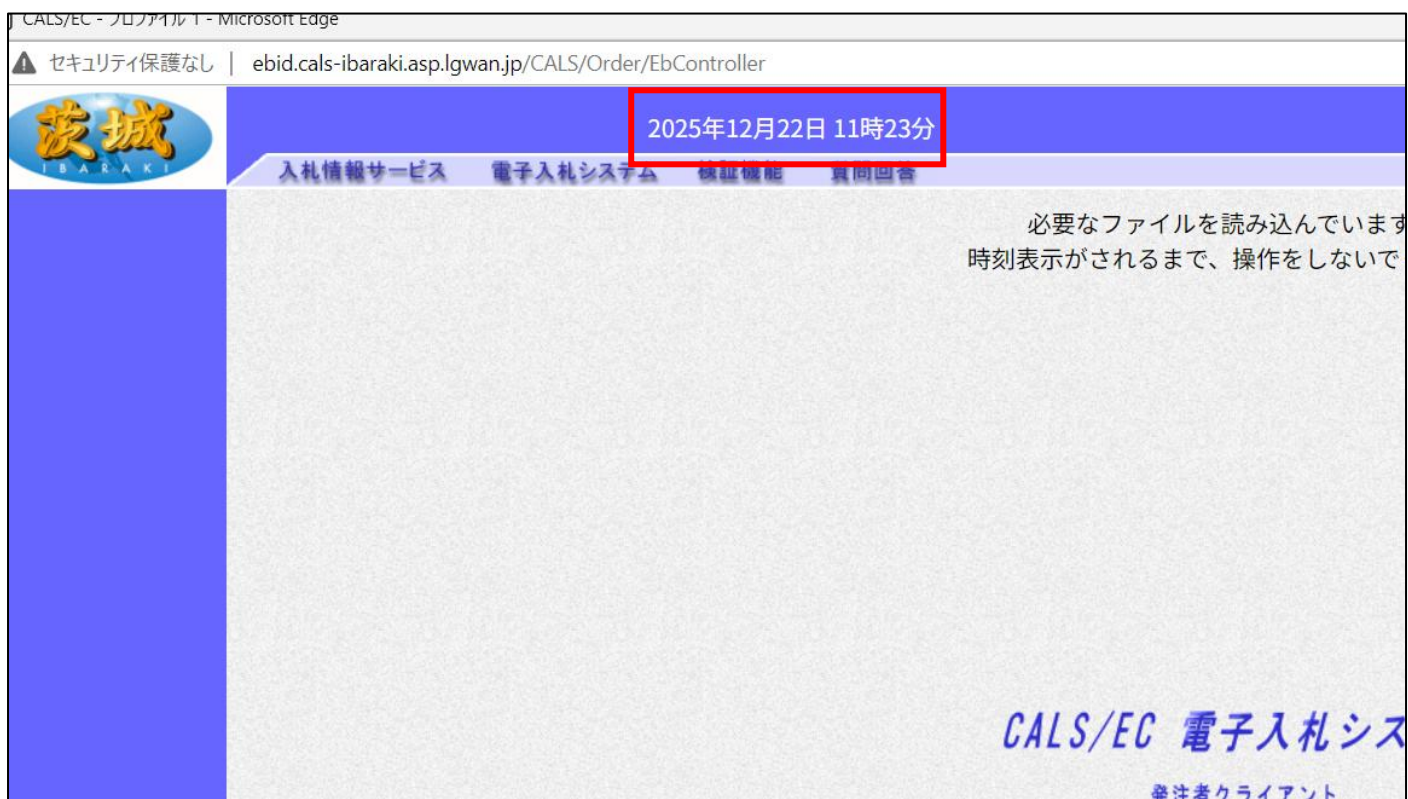 CALS/EC - プロファイル 1 - Microsoft Edge
セキュリティ保護なし | ebid.cals-ibaraki.asp.lgwan.jp/CALS/Order/EbController
茨城
IBARAKI
2025年12月22日 11時23分
入札情報サービス 電子入札システム 検証機能 質問回答
必要なファイルを読み込んでいます
時刻表示がされるまで、操作をしないで
CALS/EC 電子入札シス
発注者クライアント